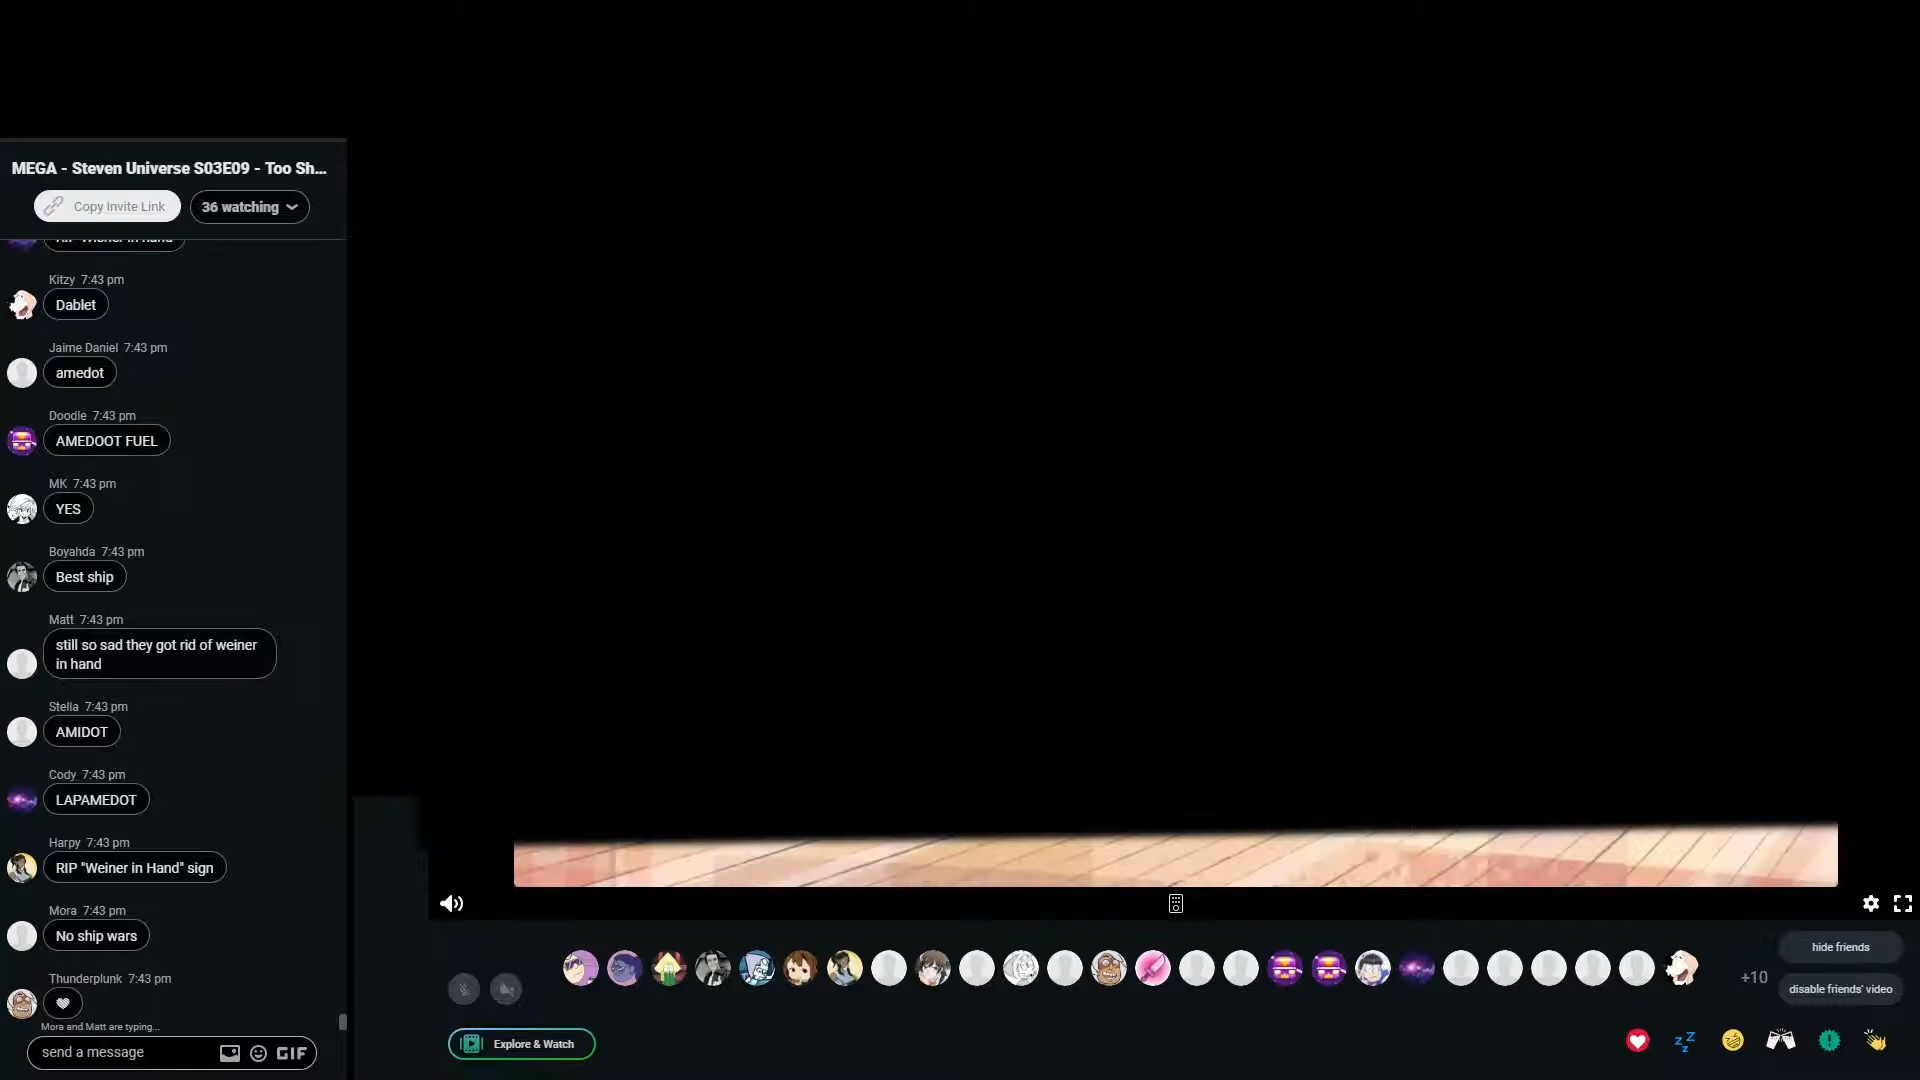 MEGA - Steven Universe S03E09 - Too Sh...
Copy Invite Link
36 watching
RIP "Wiener in hand"
Kitzy 7:43 pm
Dablet
Jaime Daniel 7:43 pm
amedot
Doodle 7:43 pm
AMEDOOT FUEL
MK 7:43 pm
YES
Boyahda 7:43 pm
Best ship
Matt 7:43 pm
still so sad they got rid of weiner
in hand
Stella 7:43 pm
AMIDOT
Cody 7:43 pm
LAPAMEDOT
Harpy 7:43 pm
RIP "Weiner in Hand" sign
Mora 7:43 pm
No ship wars
Thunderplunk 7:43 pm
Mora and Matt are typing...
send a message
GIF
+10
hide friends
disable friends' video
Explore & Watch
z z z